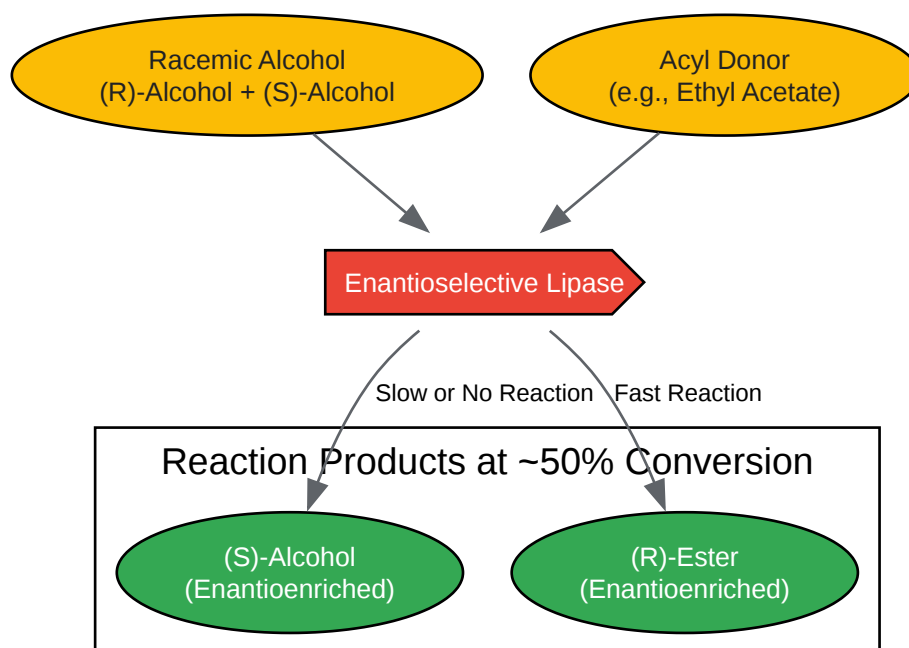 Racemic Alcohol
(R)-Alcohol + (S)-Alcohol
Acyl Donor
(e.g., Ethyl Acetate)
Enantioselective Lipase
Slow or No Reaction
Fast Reaction
Reaction Products at ~50% Conversion
(S)-Alcohol
(Enantioenriched)
(R)-Ester
(Enantioenriched)